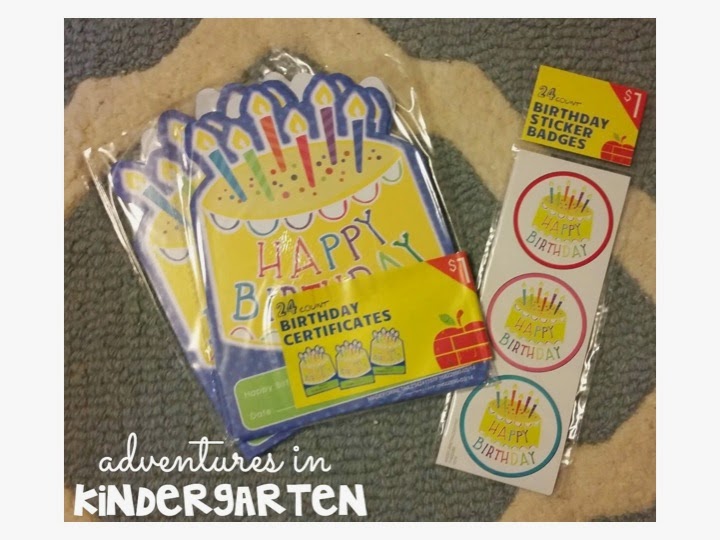 24 COUNT
BIRTHDAY
STICKER
BADGES
$1
HAPPY
BIRTHDAY
HAPPY
BIRTHDAY
HAPPY
BIRTHDAY
HAPPY
BIRTHDAY
$1
24 COUNT
BIRTHDAY
CERTIFICATES
Happy
Date:
adventures in
KINDERGARTEN